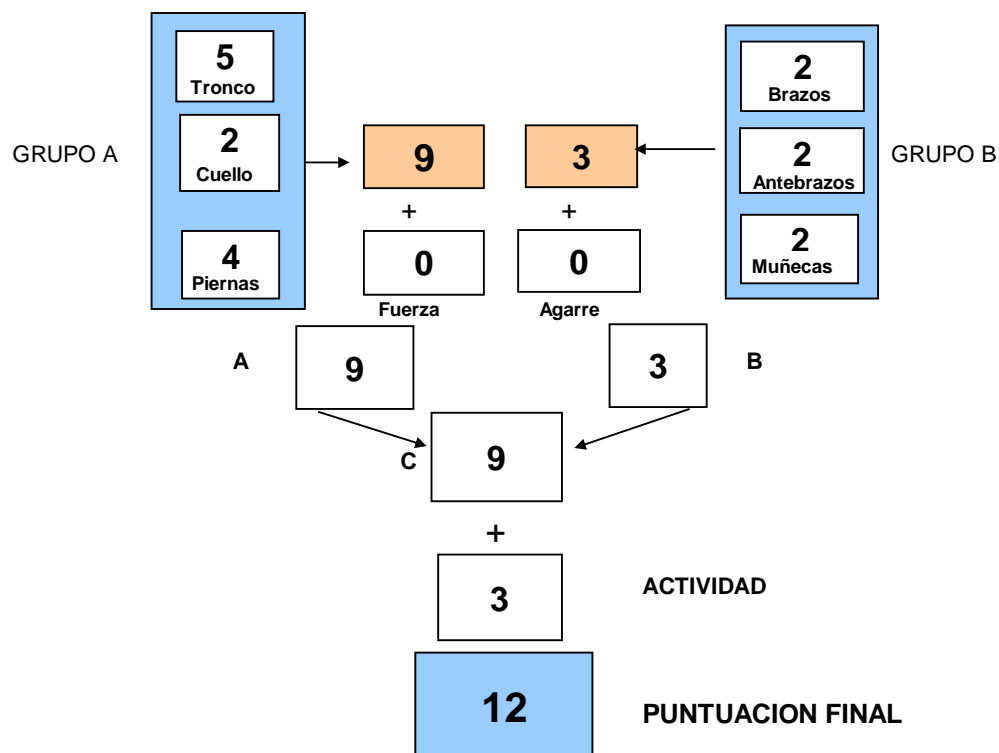 5
Tronco
2
Cuello
4
Piernas
GRUPO A
9
+
0
Fuerza
3
+
0
Agarre
2
Brazos
2
Antebrazos
2
Muñecas
GRUPO B
A
9
3
B
C
9
+
3
ACTIVIDAD
12
PUNTUACION FINAL